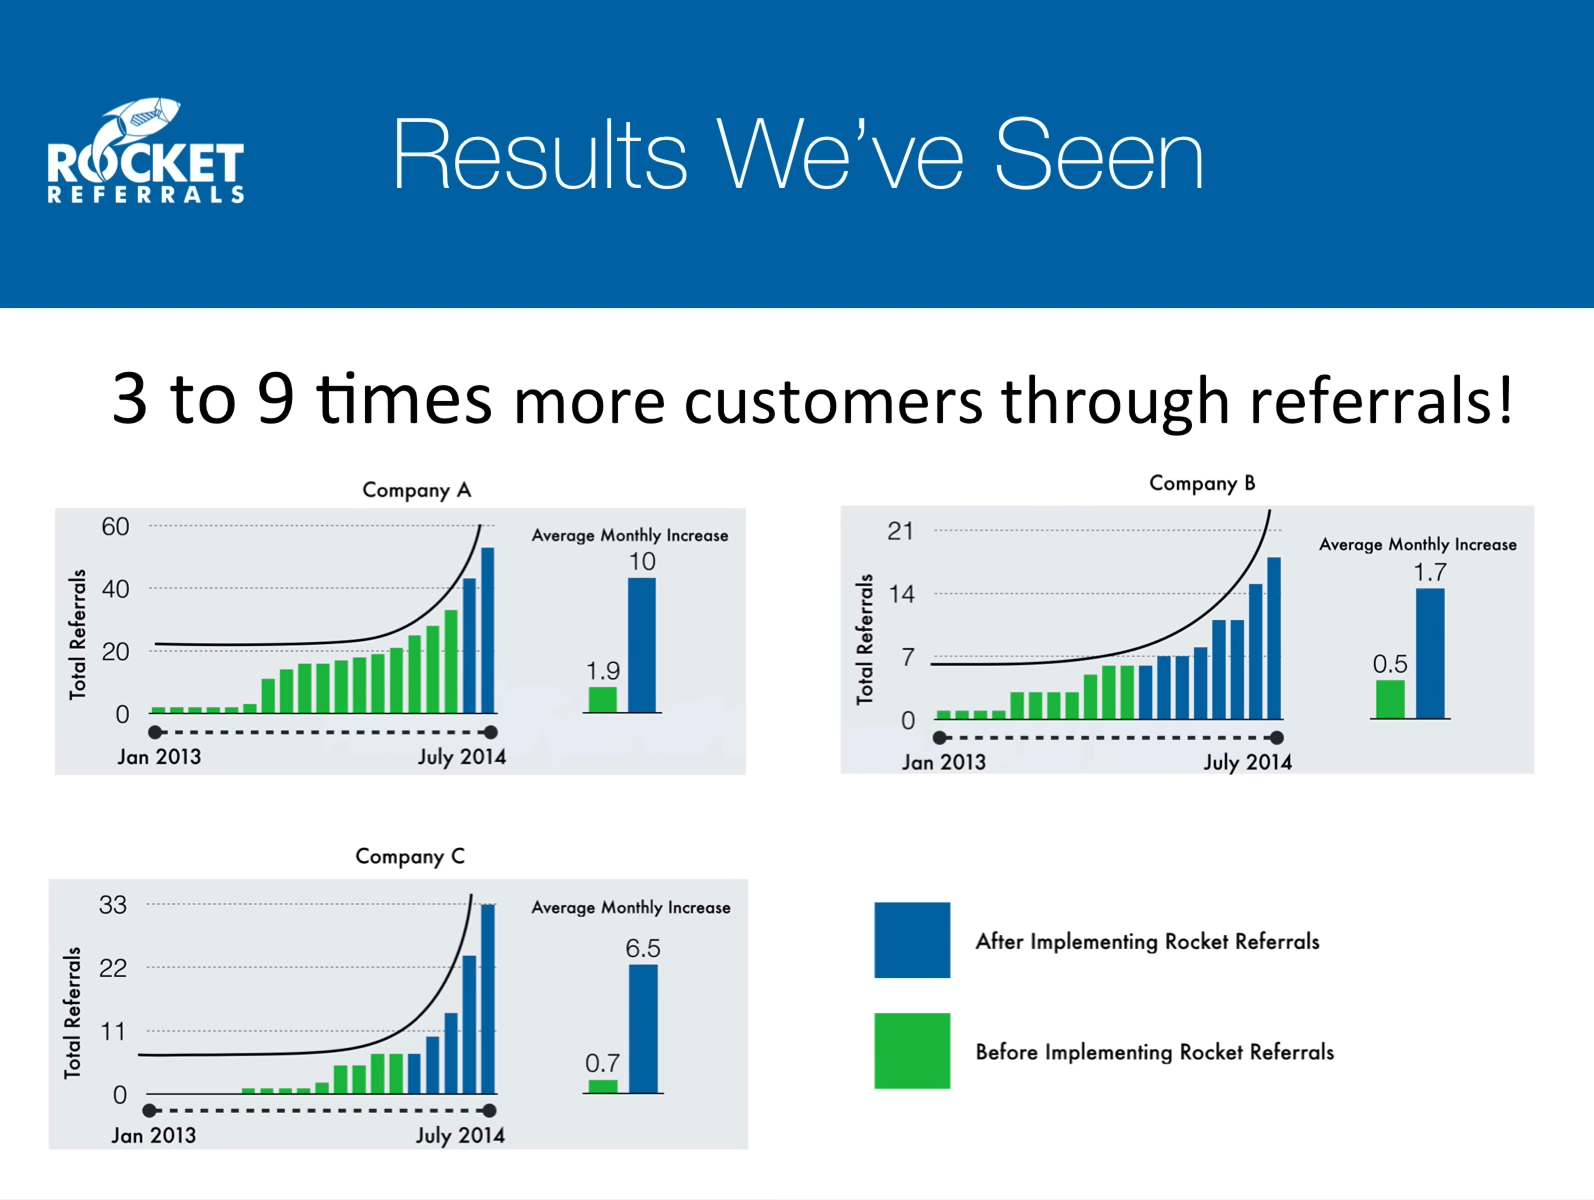 ROCKET
REFERRALS
Results We've Seen
3 to 9 times more customers through referrals!
Company A
Total Referrals
60
40
20
0
Jan 2013
July 2014
Average Monthly Increase
10
1.9
Company B
Total Referrals
21
14
7
0
Jan 2013
July 2014
Average Monthly Increase
1.7
0.5
Company C
Total Referrals
33
22
11
0
Jan 2013
July 2014
Average Monthly Increase
6.5
0.7
After Implementing Rocket Referrals
Before Implementing Rocket Referrals